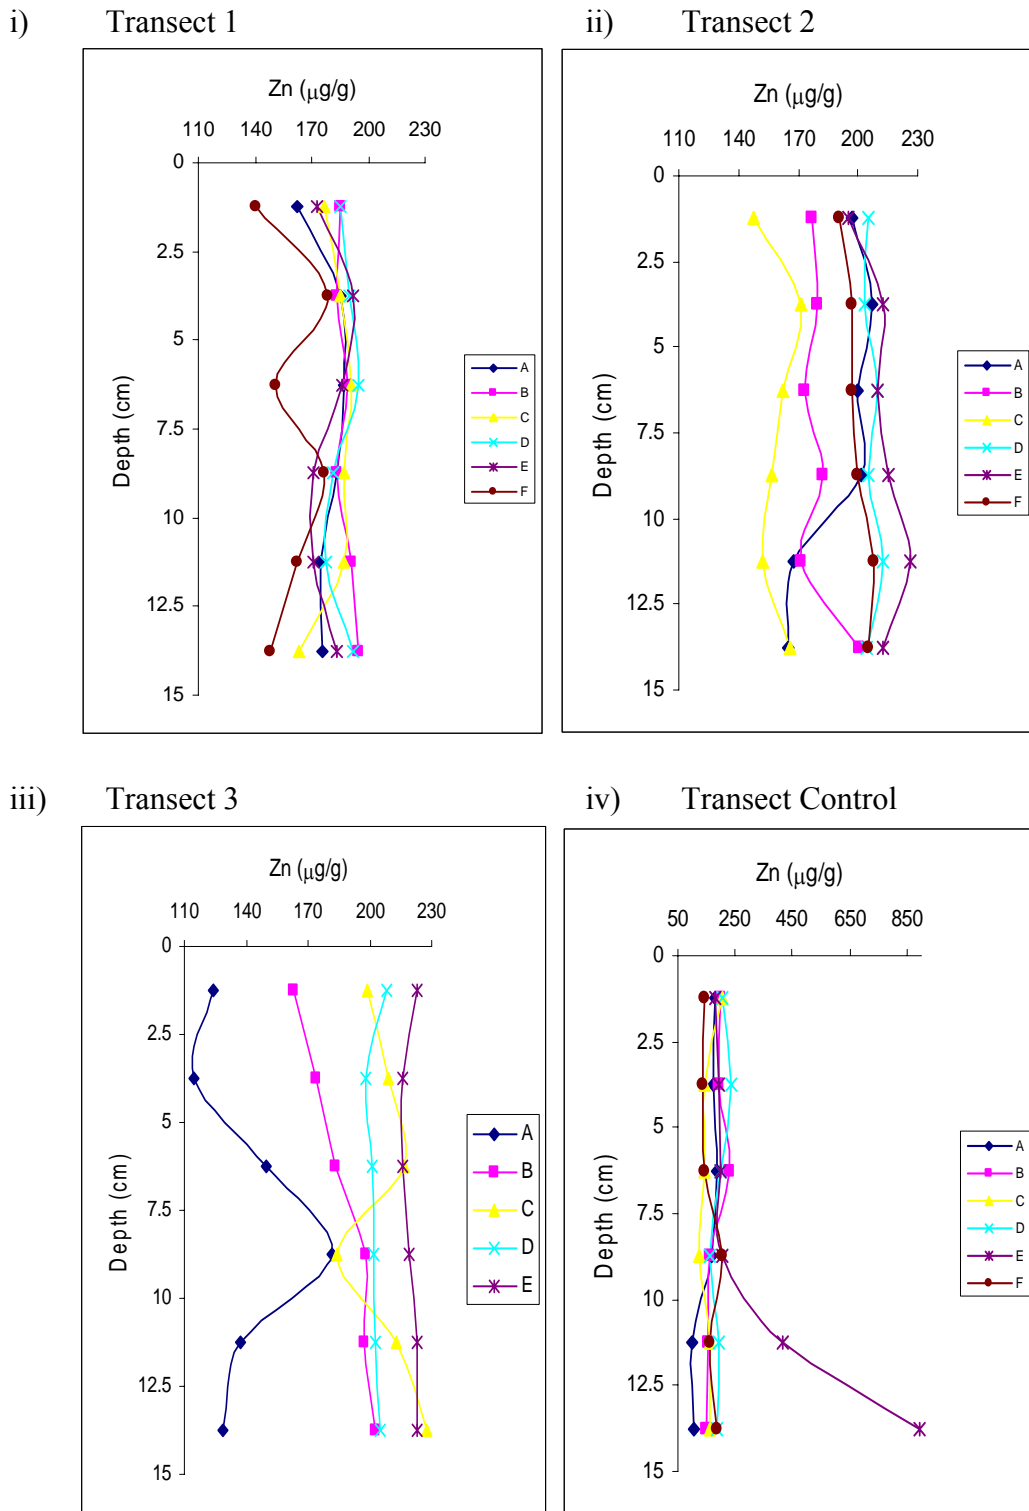 i) Transect 1
Zn (μg/g)
110 140 170 200 230
0
2.5
5
7.5
10
12.5
15
Depth (cm)
A
B
C
D
E
F
ii) Transect 2
Zn (μg/g)
110 140 170 200 230
0
2.5
5
7.5
10
12.5
15
Depth (cm)
A
B
C
D
E
F
iii) Transect 3
Zn (μg/g)
110 140 170 200 230
0
2.5
5
7.5
10
12.5
15
Depth (cm)
A
B
C
D
E
iv) Transect Control
Zn (μg/g)
50 250 450 650 850
0
2.5
5
7.5
10
12.5
15
Depth (cm)
A
B
C
D
E
F